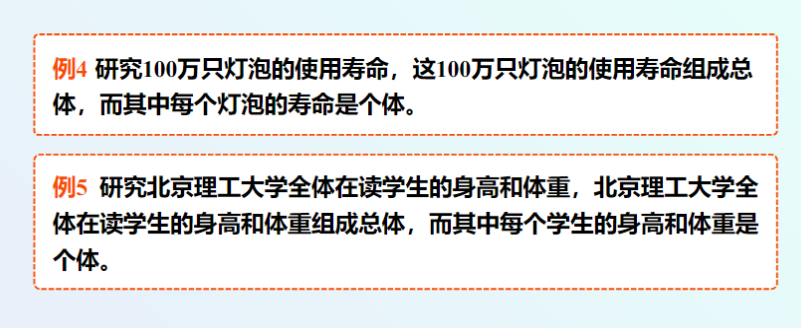 例4 研究100万只灯泡的使用寿命，这100万只灯泡的使用寿命组成总
体，而其中每个灯泡的寿命是个体。
例5 研究北京理工大学全体在读学生的身高和体重，北京理工大学全
体在读学生的身高和体重组成总体，而其中每个学生的身高和体重是
个体。